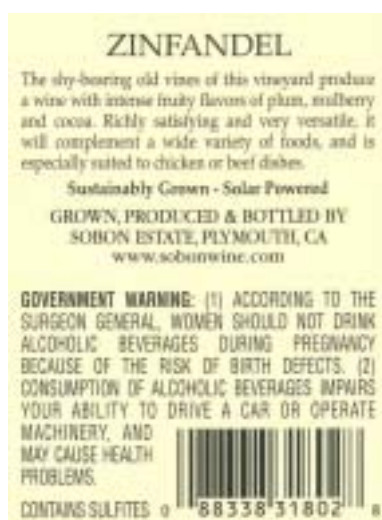 ZINFANDEL
The shy-bearing old vines of this vineyard produce
a wine with intense fruity flavors of plum, mulberry
and cocoa. Richly satisfying and very versatile, it
will complement a wide variety of foods, and is
especially suited to chicken or beef dishes.
Sustainably Grown - Solar Powered
GROWN, PRODUCED & BOTTLED BY
SOBON ESTATE, PLYMOUTH, CA
www.sobonwine.com
GOVERNMENT WARNING: (1) ACCORDING TO THE
SURGEON GENERAL, WOMEN SHOULD NOT DRINK
ALCOHOLIC BEVERAGES DURING PREGNANCY
BECAUSE OF THE RISK OF BIRTH DEFECTS. (2)
CONSUMPTION OF ALCOHOLIC BEVERAGES IMPAIRS
YOUR ABILITY TO DRIVE A CAR OR OPERATE
MACHINERY, AND
MAY CAUSE HEALTH
PROBLEMS.
CONTAINS SULFITES 0 88338 31802 8